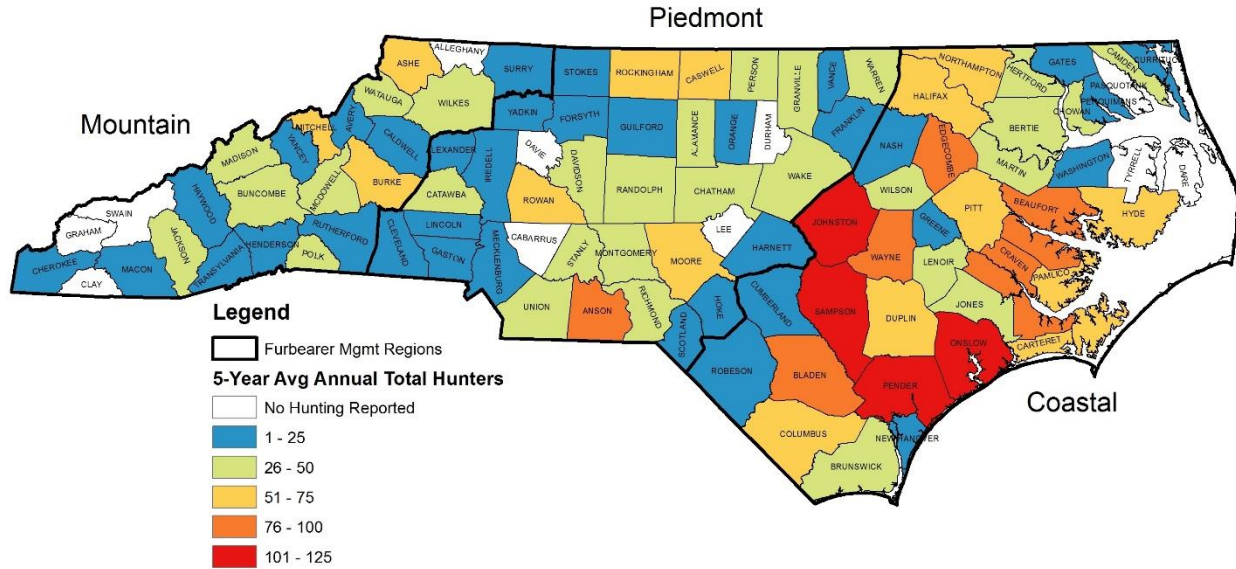 Piedmont
Mountain
Coastal
ALLEGHANY
ASHE
SURRY
STOKES
ROCKINGHAM
CASWELL
PERSON
GRANVILLE
VANCE
WARREN
NORTHAMPTON
HERTFORD
GATES
CAMDEN
CURRITUCK
PASQUOTANK
PERQUIMANS
CHOWAN
HALIFAX
BERTIE
WATAUGA
WILKES
YADKIN
FORSYTH
GUILFORD
ALAMANCE
ORANGE
DURHAM
FRANKLIN
NASH
EDGECOMBE
MARTIN
WASHINGTON
TYRRELL
DARE
MITCHELL
AVERY
CALDWELL
YANCEY
MADISON
LEXANDER
IREDELL
DAVIE
DAVIDSON
RANDOLPH
CHATHAM
WAKE
WILSON
PITT
BEAUFORT
HYDE
HAYWOOD
BUNCOMBE
MCDOWELL
BURKE
CATAWBA
ROWAN
JOHNSTON
GREENE
SWAIN
GRAHAM
JACKSON
HENDERSON
RUTHERFORD
POLK
CLEVELAND
LINCOLN
GASTON
MECKLENBURG
CABARRUS
STANLY
MONTGOMERY
MOORE
LEE
HARNETT
WAYNE
LENOIR
CRAVEN
PAMLICO
CHEROKEE
MACON
CLAY
TRANSYLVANIA
UNION
ANSON
RICHMOND
SCOTLAND
HOKE
CUMBERLAND
SAMPSON
DUPLIN
JONES
ONSLOW
CARTERET
ROBESON
BLADEN
PENDER
COLUMBUS
NEW HANOVER
BRUNSWICK
Legend
Furbearer Mgmt Regions
5-Year Avg Annual Total Hunters
No Hunting Reported
1 - 25
26 - 50
51 - 75
76 - 100
101 - 125